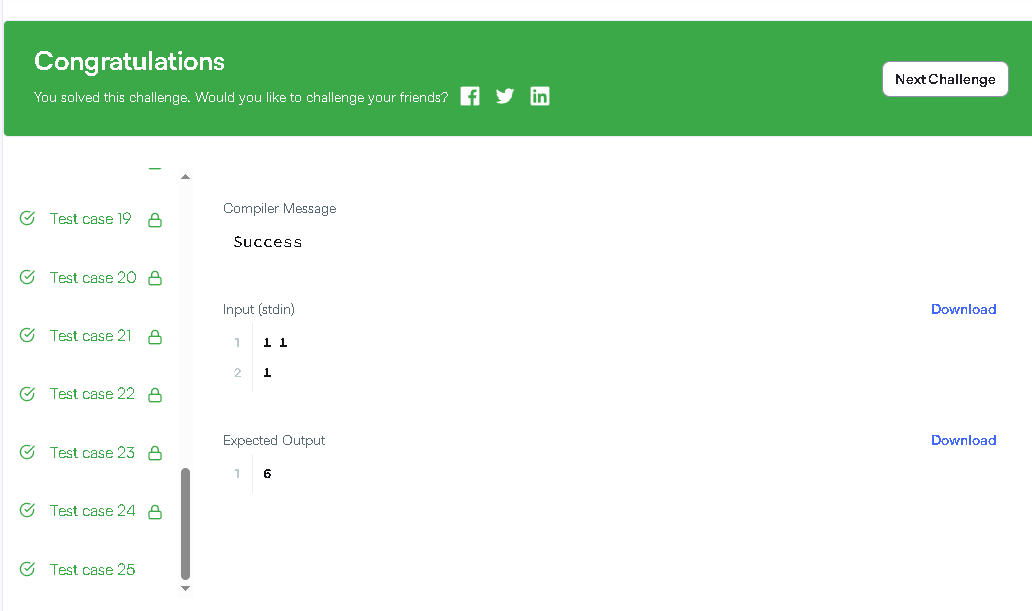 Congratulations
You solved this challenge. Would you like to challenge your friends?
Next Challenge
Test case 19
Test case 20
Test case 21
Test case 22
Test case 23
Test case 24
Test case 25
Compiler Message
Success
Input (stdin)
Download
1 1 1
2 1
Expected Output
Download
1 6